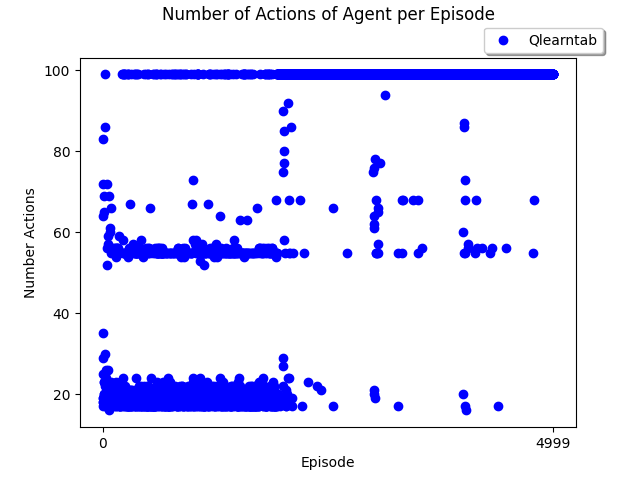 Number of Actions of Agent per Episode
Qlearntab
100
80
60
40
20
Number Actions
0
4999
Episode